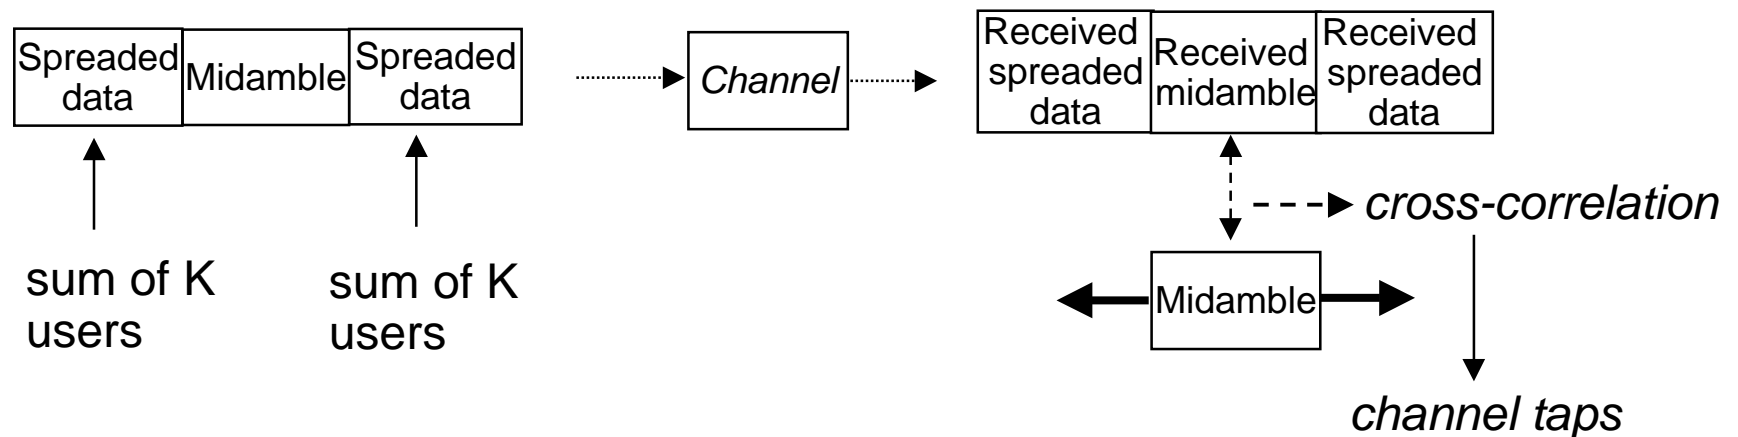 Spreaded
data
Midamble
Spreaded
data
sum of K
users
sum of K
users
Channel
Received
spreaded
data
Received
midamble
Received
spreaded
data
cross-correlation
Midamble
channel taps